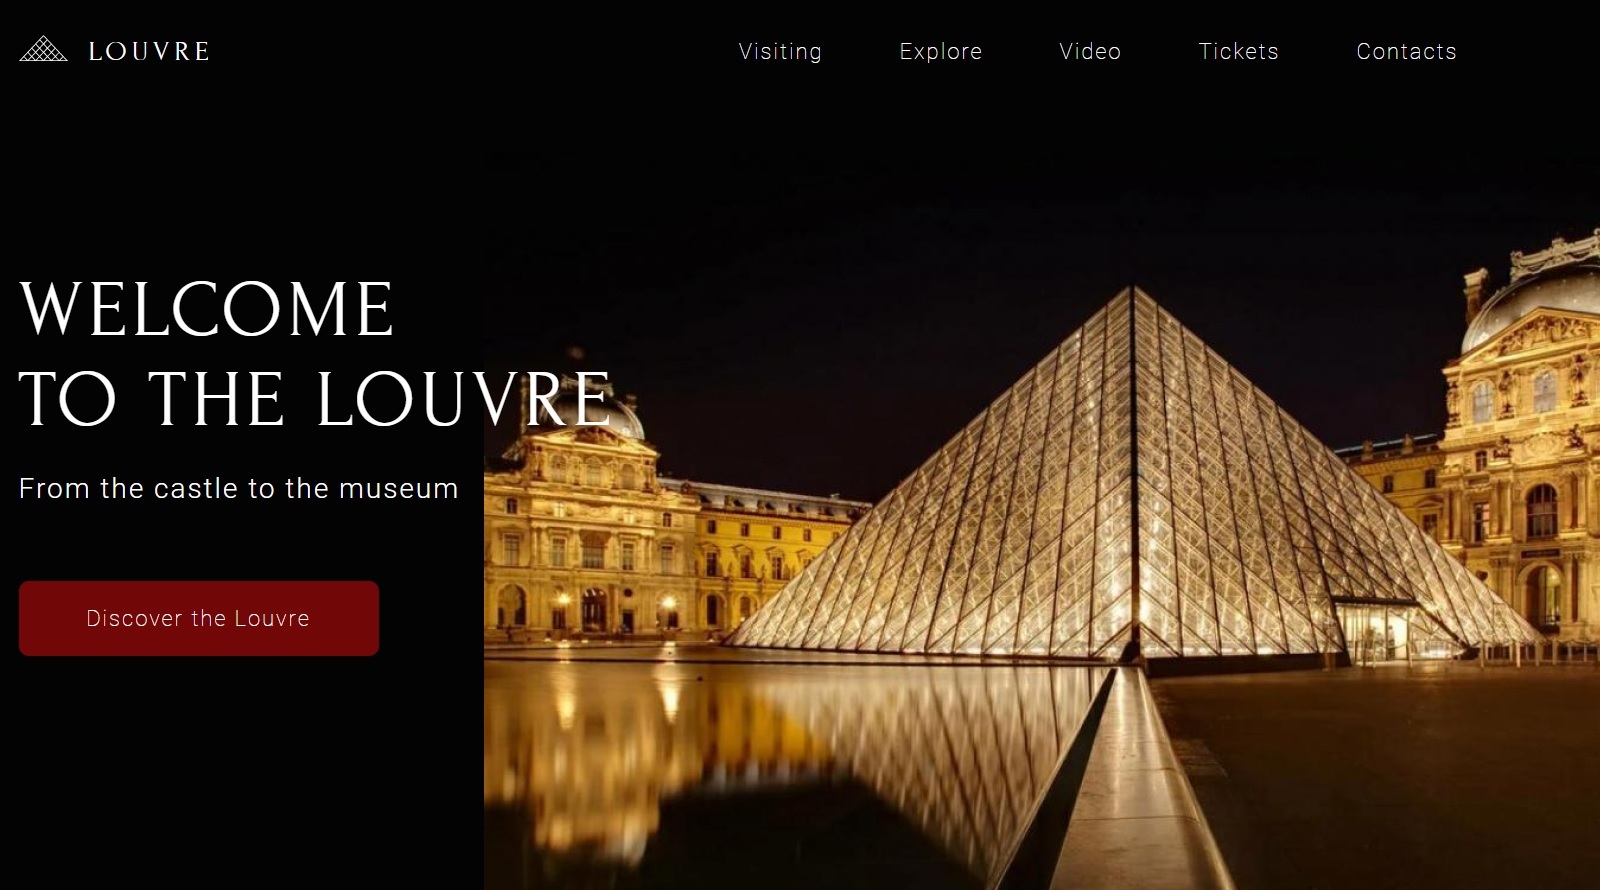 LOUVRE
Visiting
Explore
Video
Tickets
Contacts
WELCOME
TO THE LOUVRE
From the castle to the museum
Discover the Louvre